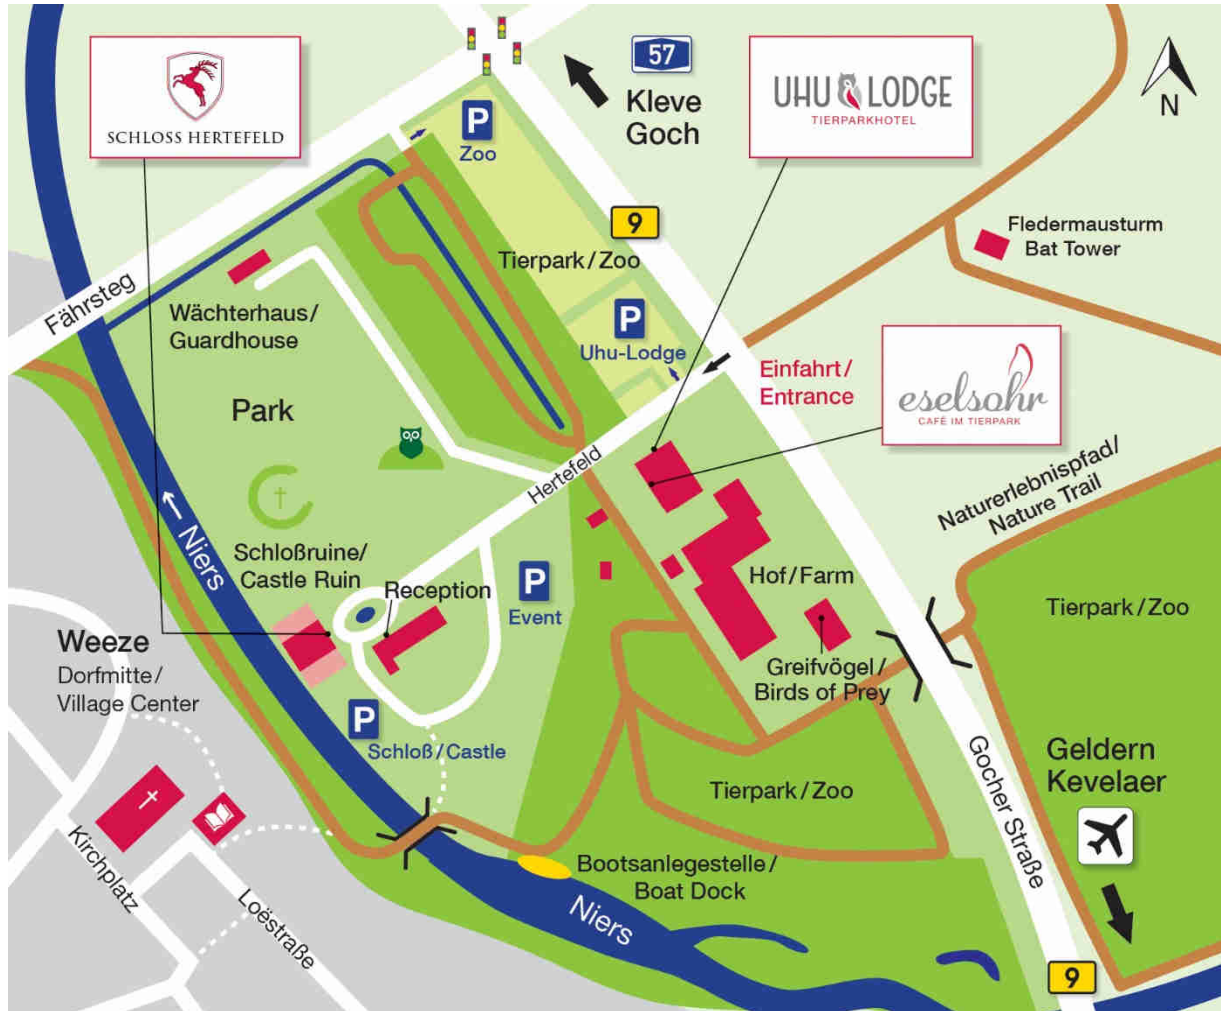 SCHLOSS HERTEFELD
57
Kleve
Goch
UHU LODGE
TIERPARKHOTEL
N
P
Zoo
9
Tierpark/Zoo
Fledermausturm
Bat Tower
Fährsteg
Wächterhaus/
Guardhouse
P
Uhu-Lodge
Einfahrt/
Entrance
eselsohr
CAFÉ IM TIERPARK
Park
Hertefeld
Naturerlebnispfad/
Nature Trail
Niers
Schloßruine/
Castle Ruin
Reception
P
Event
Hof/Farm
Tierpark/Zoo
Weeze
Dorfmitte/
Village Center
Greifvögel/
Birds of Prey
P
Schloß/Castle
Gocher Straße
Geldern
Kevelaer
Tierpark/Zoo
Kirchplatz
Loëstraße
Bootsanlegestelle/
Boat Dock
Niers
9